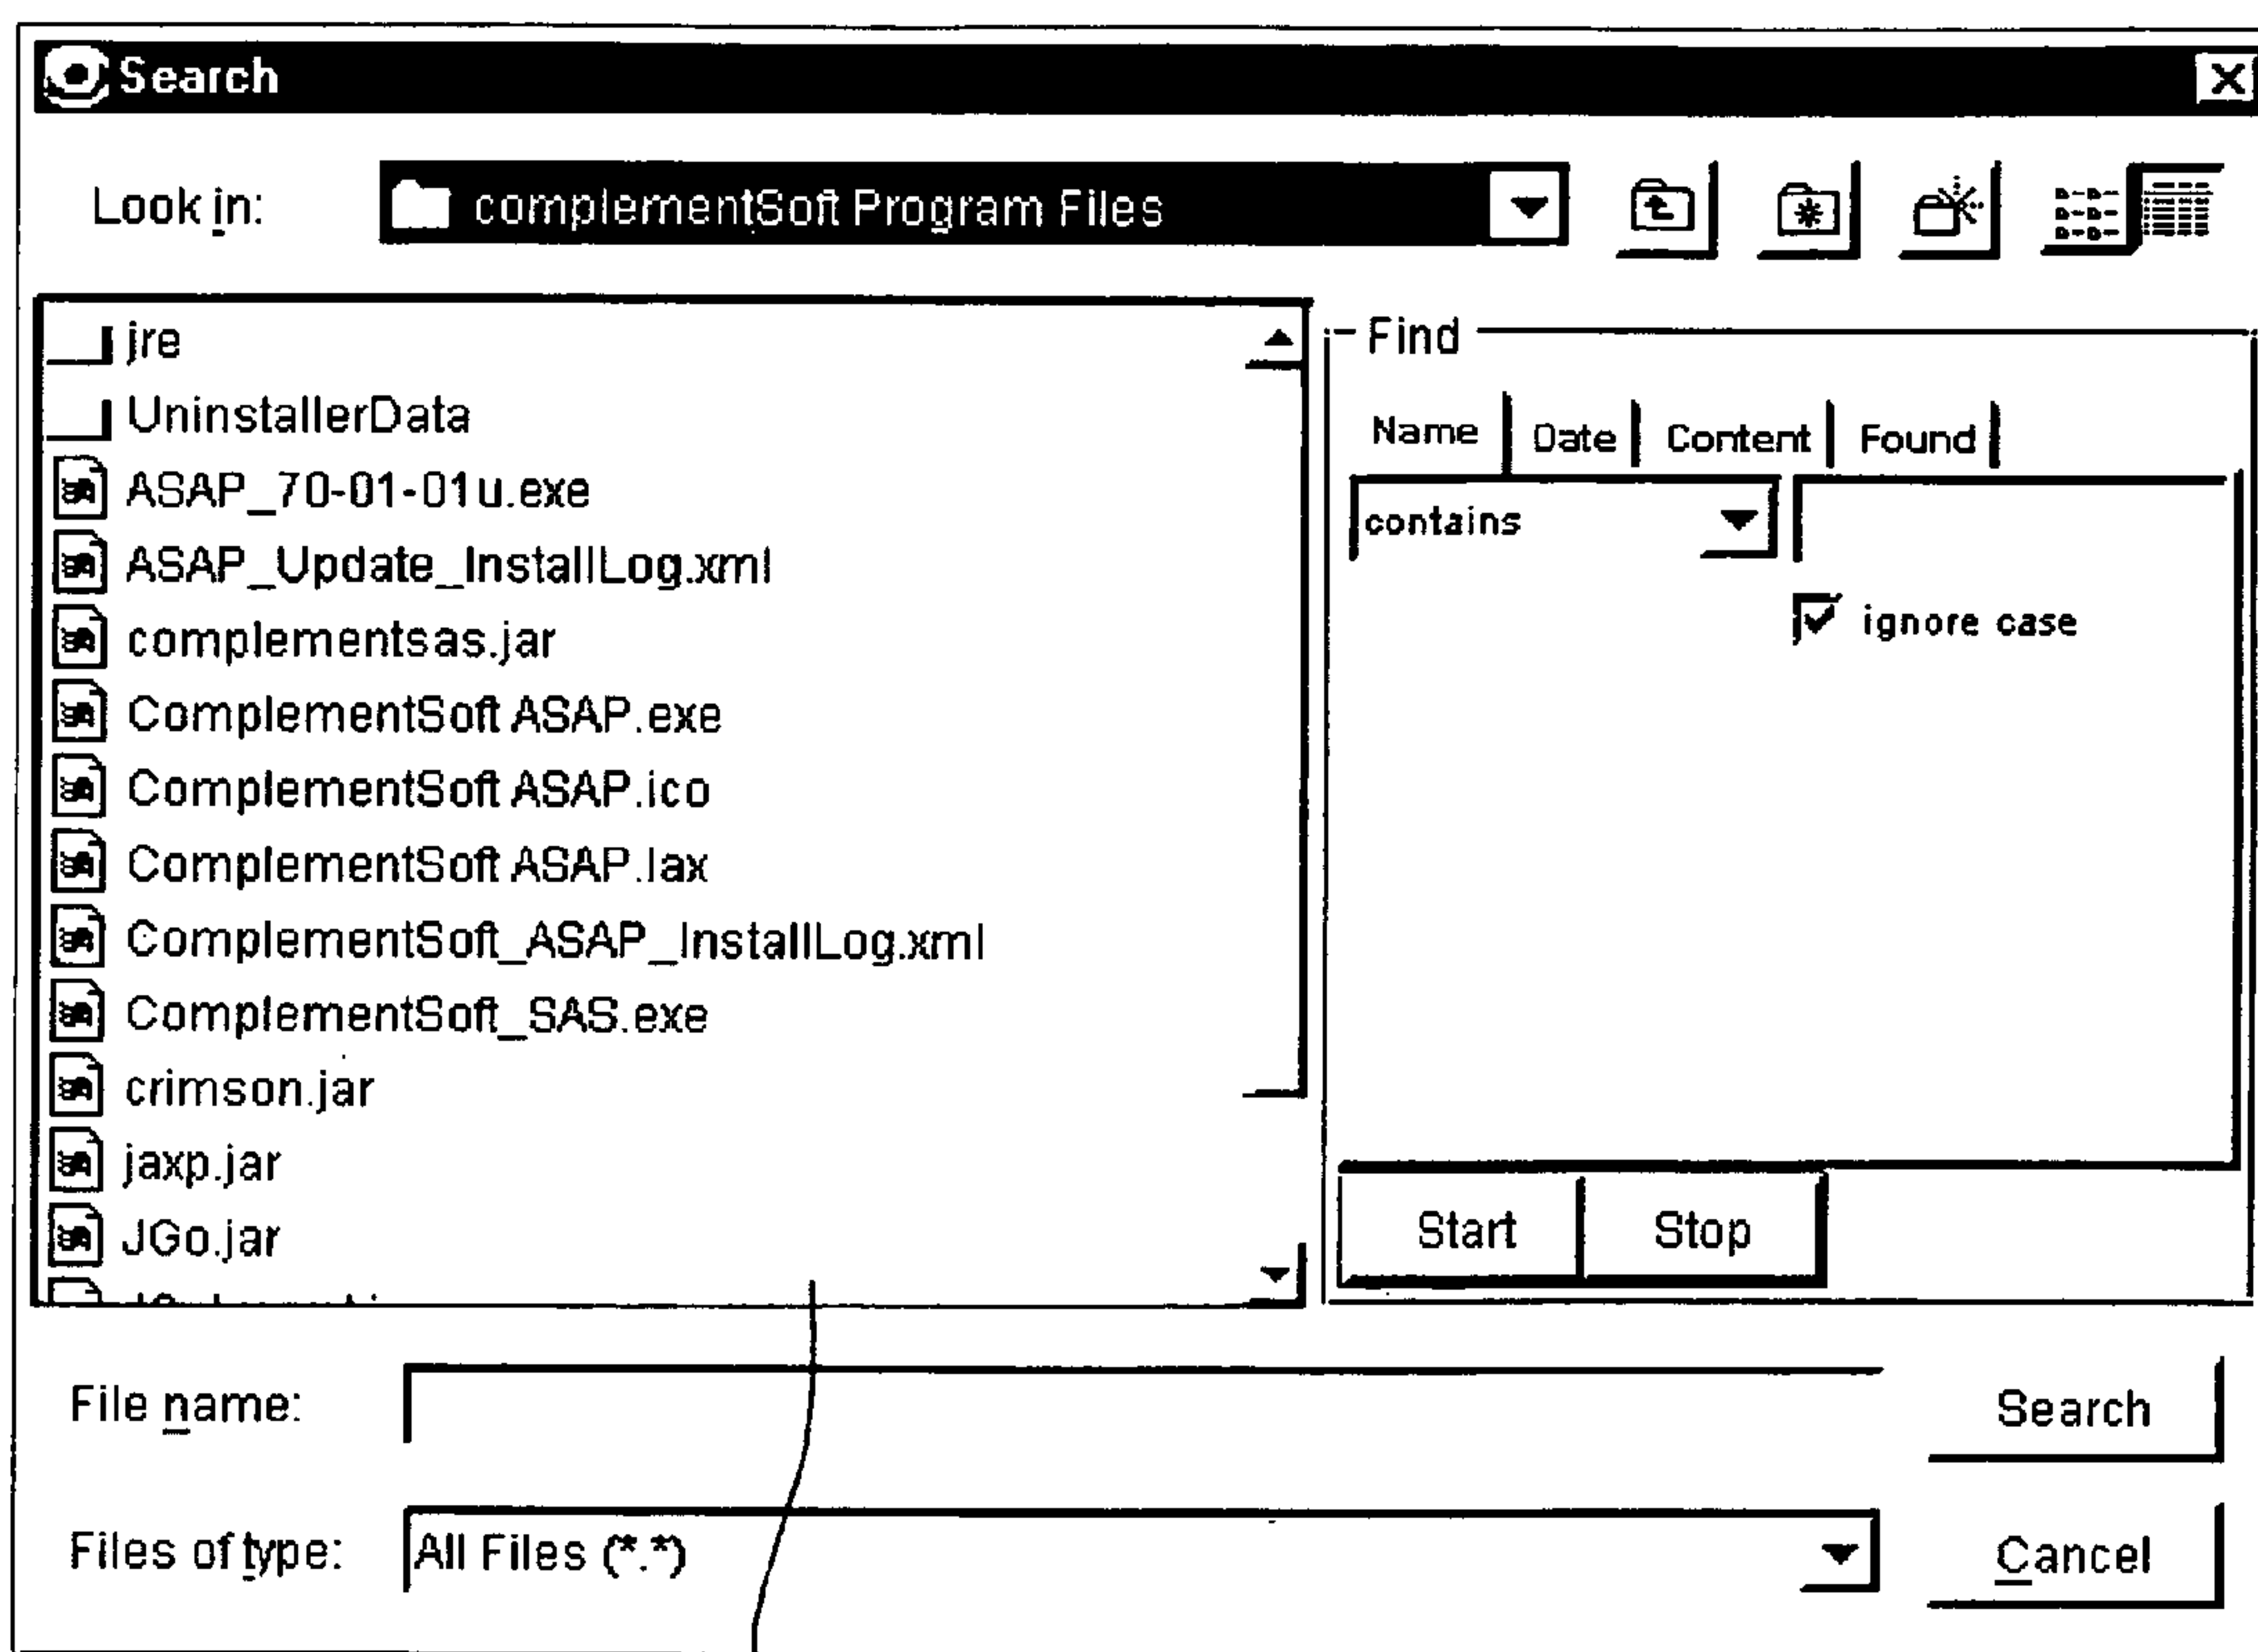 Search
Look in: complementSoft Program Files
jre
UninstallerData
ASAP_70-01-01u.exe
ASAP_Update_InstallLog.xml
complementsas.jar
ComplementSoft ASAP.exe
ComplementSoft ASAP.ico
ComplementSoft ASAP.lax
ComplementSoft_ASAP_InstallLog.xml
ComplementSoft_SAS.exe
crimson.jar
jaxp.jar
JGo.jar
Find
Name Date Content Found
contains
ignore case
Start Stop
File name:
Search
Files of type: All Files (*.*)
Cancel